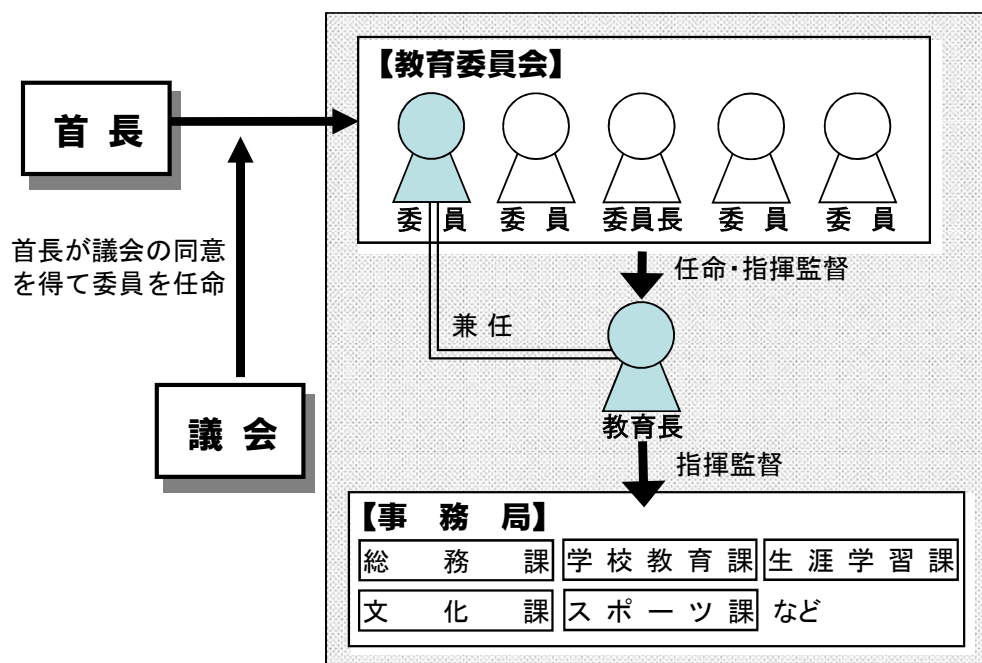 【教育委員会】
首 長
委 員 委 員 委員長 委 員 委 員
首長が議会の同意
を得て委員を任命
任命・指揮監督
兼 任
議 会
教育長
指揮監督
【事 務 局】
総 務 課 学 校 教 育 課 生 涯 学 習 課
文 化 課 ス ポ ー ツ 課 など